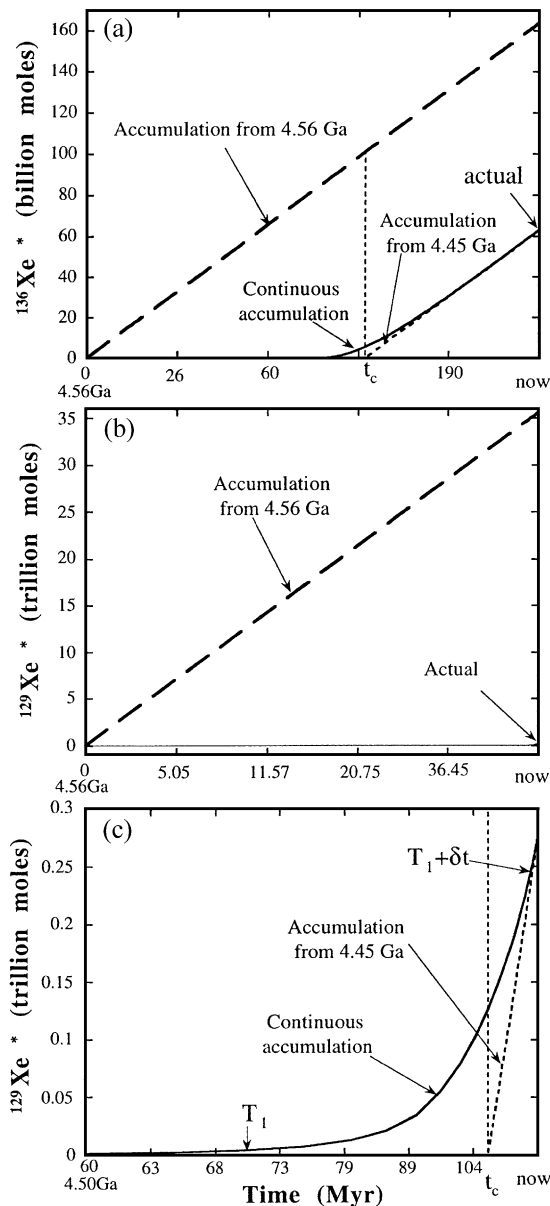 (a)
160
140
120
100
80
60
40
20
0
¹³⁶Xe * (billion moles)
Accumulation from 4.56 Ga
actual
Accumulation
from 4.45 Ga
Continuous
accumulation
0 26 60 t_c 190 now
4.56Ga
(b)
35
30
25
20
15
10
5
0
¹²⁹Xe * (trillion moles)
Accumulation
from 4.56 Ga
Actual
0 5.05 11.57 20.75 36.45 now
4.56Ga
(c)
0.3
0.25
0.2
0.15
0.1
0.05
0
¹²⁹Xe * (trillion moles)
T₁+δt
Accumulation
from 4.45 Ga
Continuous
accumulation
T₁
60 63 68 73 79 89 104 t_c now
4.50Ga
Time (Myr)